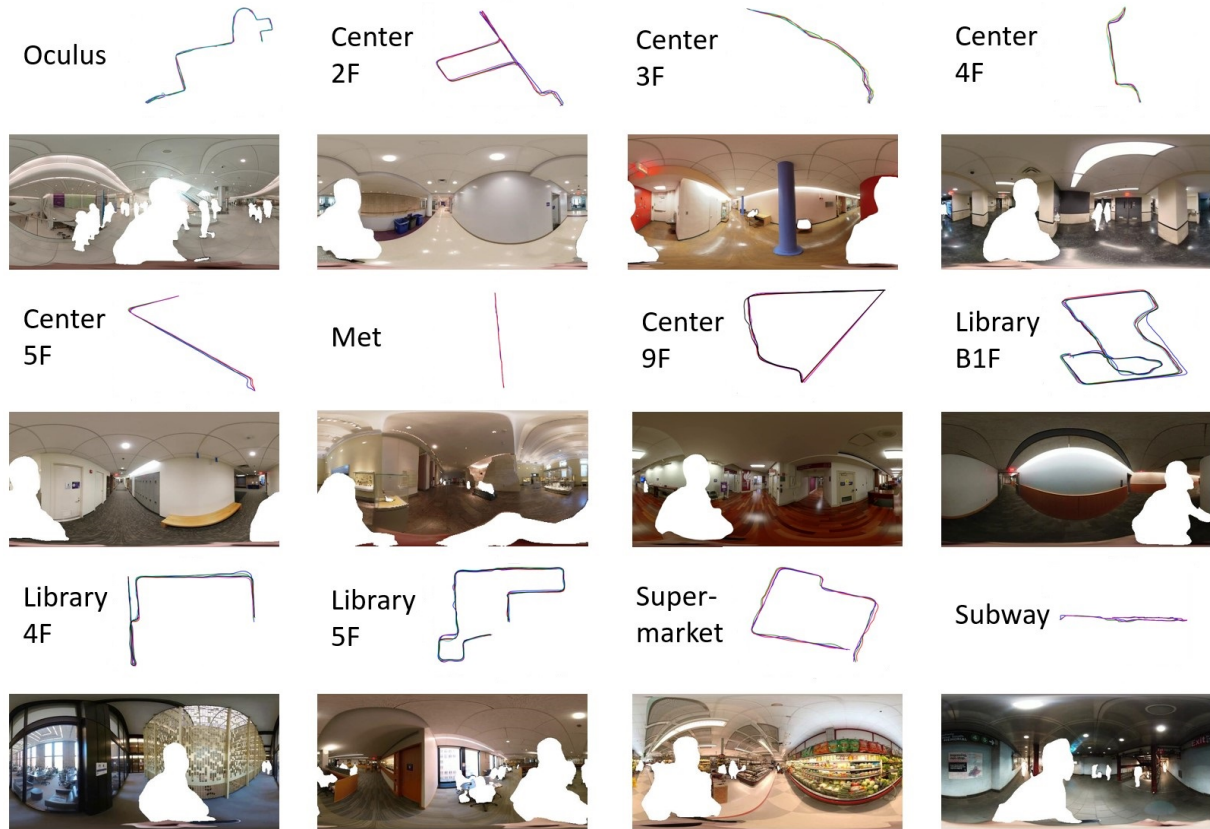 Oculus
Center
2F
Center
3F
Center
4F
Center
5F
Met
Center
9F
Library
B1F
Library
4F
Library
5F
Super-
market
Subway